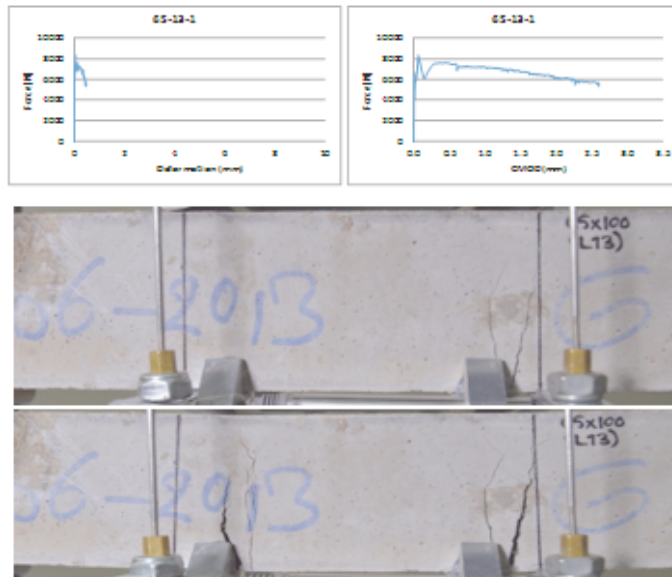 65-13-1
10000
8000
6000
4000
2000
0
0 2 4 6 8 10
Force [N]
Deformation (mm)
65-13-1
10000
8000
6000
4000
2000
0
0.0 0.5 1.0 1.5 2.0 2.5 3.0 3.5
Force [N]
CMOD (mm)
65x100
(L13)
06-2013 G
65x100
(L13)
06-2013 G